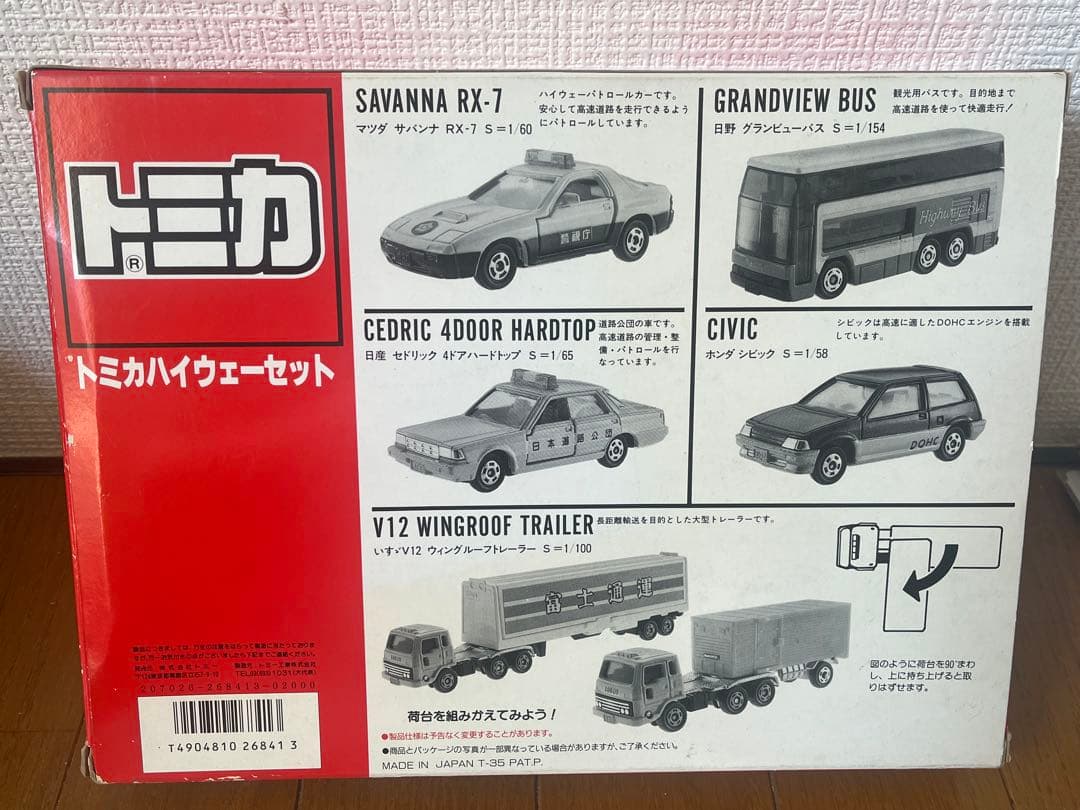 トミカ
®
トミカハイウェーセット
SAVANNA RX-7
マツダ サバンナ RX-7 S=1/60
ハイウェーパトロールカーです。
安心して高速道路を走行できるよう
にパトロールしています。
警視庁
GRANDVIEW BUS
日野 グランビューバス S=1/154
観光用バスです。目的地まで
高速道路を使って快適走行!
Highway Bus
CEDRIC 4DOOR HARDTOP
日産 セドリック 4ドアハードトップ S=1/65
道路公団の車です。
高速道路の管理・整
備・パトロールを行
なっています。
日本道路公団
CIVIC
ホンダ シビック S=1/58
シビックは高速に適したDOHCエンジンを搭載
しています。
DOHC
V12 WINGROOF TRAILER
いすゞV12 ウィングルーフトレーラー S=1/100
長距離輸送を目的とした大型トレーラーです。
富士通運
図のように荷台を90°まわ
し、上に持ち上げると取
りはずせます。
荷台を組みかえてみよう!
●製品仕様は予告なく変更することがあります。
●商品とパッケージの写真が一部異なっている場合がありますが、ご了承ください。
MADE IN JAPAN T-35 PAT.P.
207026-268413-02000
T4904810 26841 3